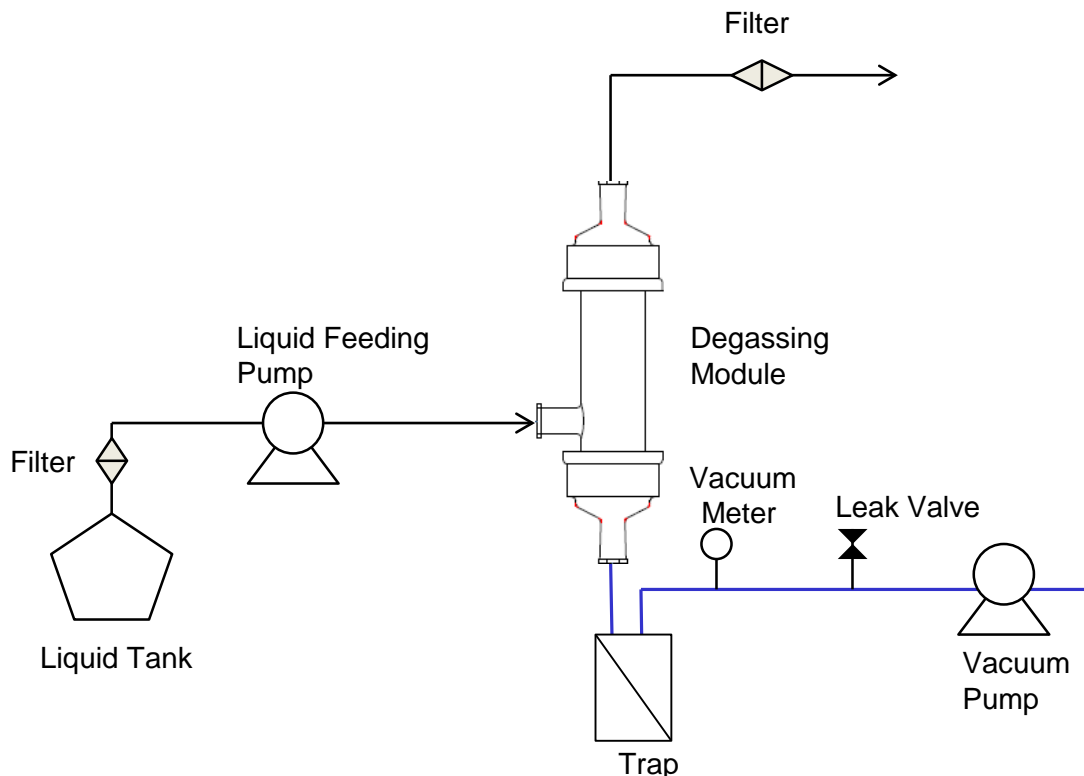 Filter
Liquid Feeding
Pump
Degassing
Module
Filter
Vacuum
Meter
Leak Valve
Liquid Tank
Vacuum
Pump
Trap